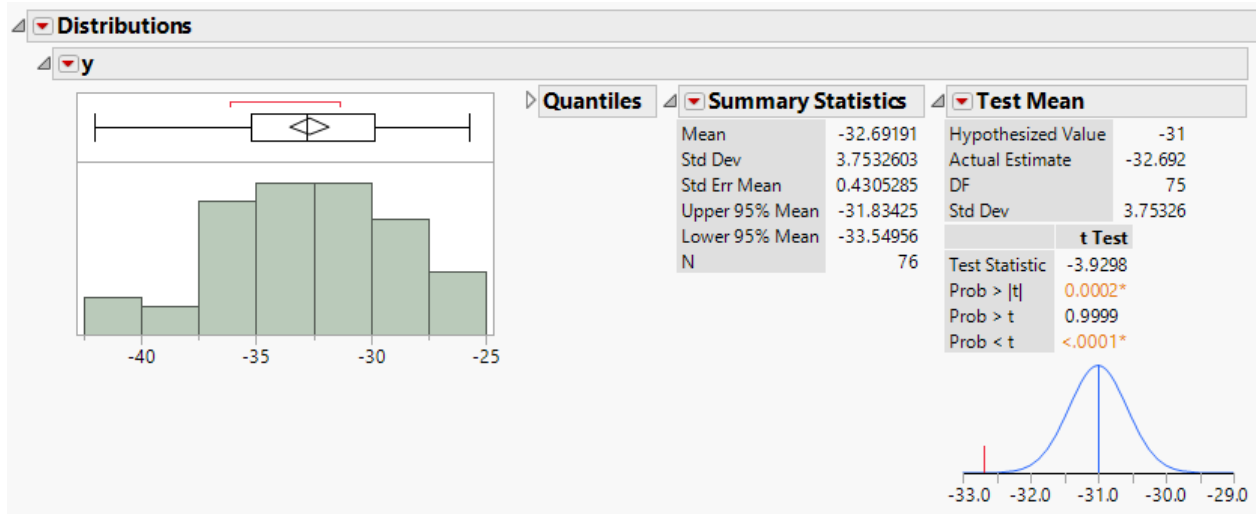 Distributions
y
-40 -35 -30 -25
Quantiles
Summary Statistics
Mean -32.69191
Std Dev 3.7532603
Std Err Mean 0.4305285
Upper 95% Mean -31.83425
Lower 95% Mean -33.54956
N 76
Test Mean
Hypothesized Value -31
Actual Estimate -32.692
DF 75
Std Dev 3.75326
t Test
Test Statistic -3.9298
Prob > |t| 0.0002*
Prob > t 0.9999
Prob < t <.0001*
-33.0 -32.0 -31.0 -30.0 -29.0